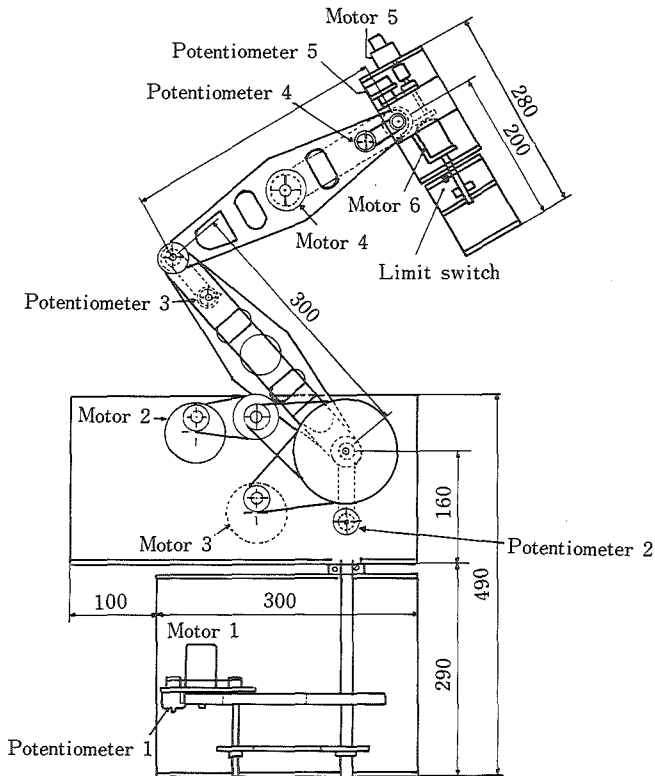 Motor 5
Potentiometer 5
Potentiometer 4
280
200
Motor 6
Motor 4
Limit switch
Potentiometer 3
300
Motor 2
160
Motor 3
Potentiometer 2
490
100
300
Motor 1
290
Potentiometer 1